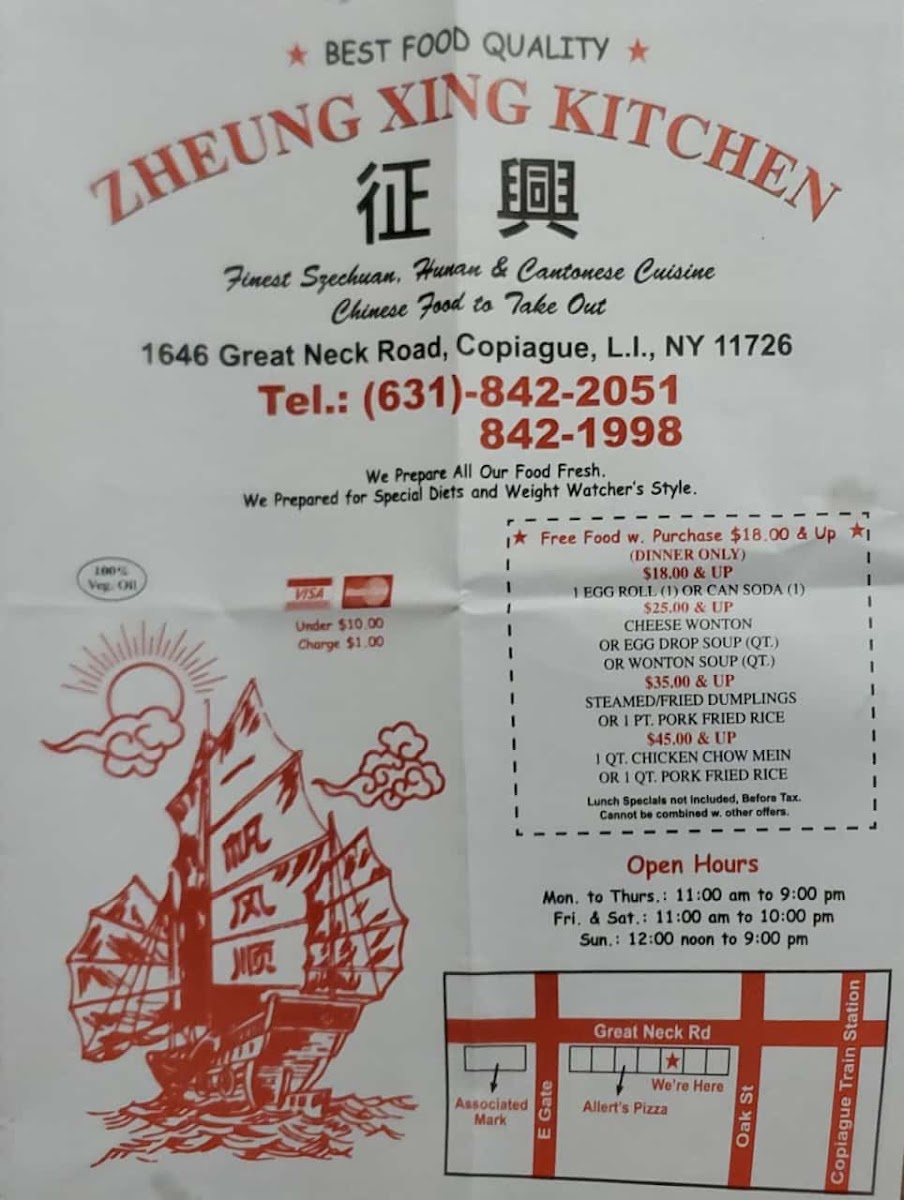 ★ BEST FOOD QUALITY ★
ZHEUNG XING KITCHEN
征 興
Finest Szechuan, Hunan & Cantonese Cuisine
Chinese Food to Take Out
1646 Great Neck Road, Copiague, L.I., NY 11726
Tel.: (631)-842-2051
842-1998
We Prepare All Our Food Fresh.
We Prepared for Special Diets and Weight Watcher's Style.
★ Free Food w. Purchase $18.00 & Up ★
(DINNER ONLY)
$18.00 & UP
1 EGG ROLL (1) OR CAN SODA (1)
$25.00 & UP
CHEESE WONTON
OR EGG DROP SOUP (QT.)
OR WONTON SOUP (QT.)
$35.00 & UP
STEAMED/FRIED DUMPLINGS
OR 1 PT. PORK FRIED RICE
$45.00 & UP
1 QT. CHICKEN CHOW MEIN
OR 1 QT. PORK FRIED RICE
Lunch Specials not Included, Before Tax.
Cannot be combined w. other offers.
100%
Veg. Oil
VISA
Under $10.00
Charge $1.00
一
帆
风
顺
Open Hours
Mon. to Thurs.: 11:00 am to 9:00 pm
Fri. & Sat.: 11:00 am to 10:00 pm
Sun.: 12:00 noon to 9:00 pm
Great Neck Rd
★
We're Here
Associated
Mark
Allert's Pizza
E Gate
Oak St
Copiague Train Station